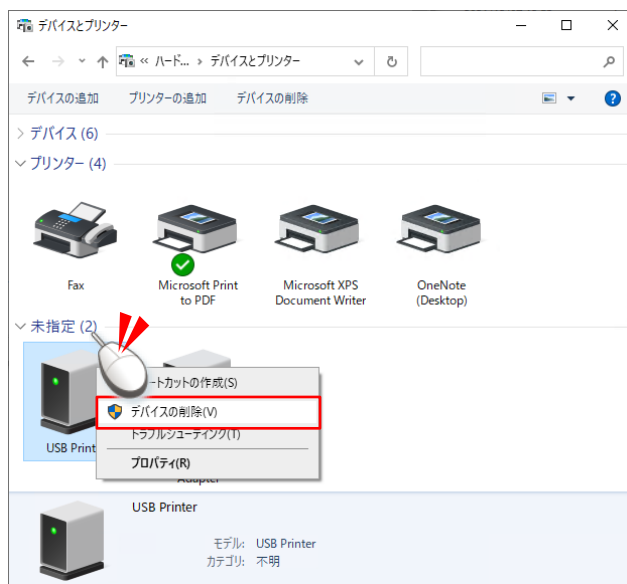 デバイスとプリンター
« ハード... › デバイスとプリンター
デバイスの追加 プリンターの追加 デバイスの削除
デバイス (6)
プリンター (4)
Fax
Microsoft Print
to PDF
Microsoft XPS
Document Writer
OneNote
(Desktop)
未指定 (2)
ートカットの作成(S)
デバイスの削除(V)
トラブルシューティング(T)
プロパティ(R)
USB Print
Adapter
USB Printer
モデル: USB Printer
カテゴリ: 不明